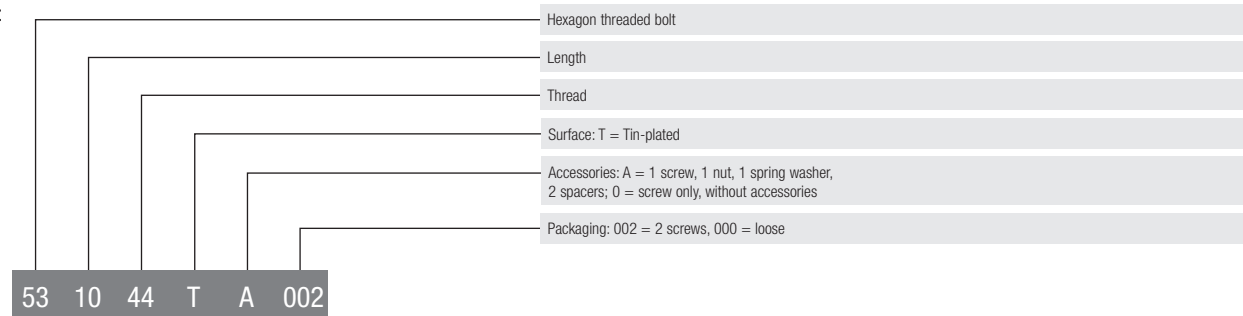 Hexagon threaded bolt
Length
Thread
Surface: T = Tin-plated
Accessories: A = 1 screw, 1 nut, 1 spring washer,
2 spacers; 0 = screw only, without accessories
Packaging: 002 = 2 screws, 000 = loose
53 10 44 T A 002